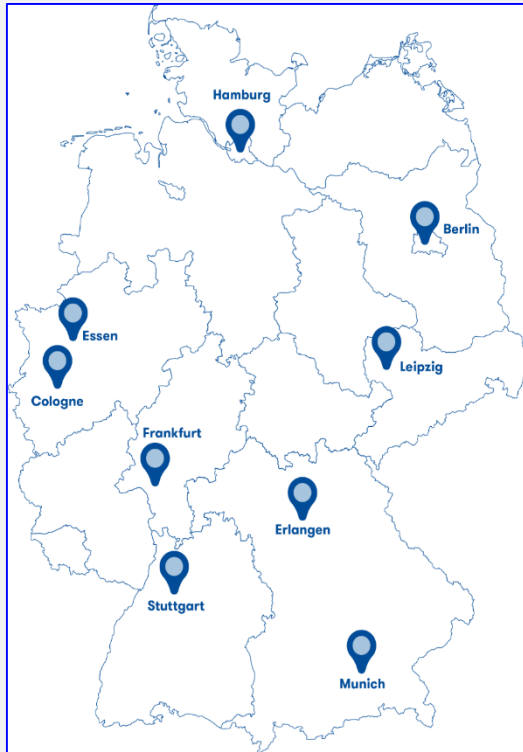 Hamburg
Berlin
Essen
Leipzig
Cologne
Frankfurt
Erlangen
Stuttgart
Munich